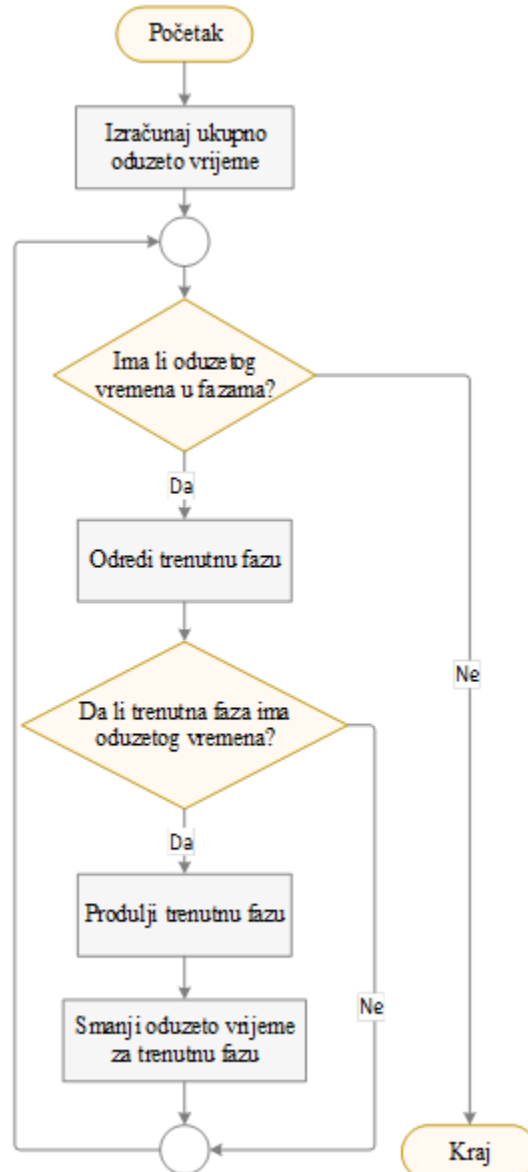 Početak
Izračunaj ukupno
oduzeto vrijeme
Ima li oduzetog
vremena u fazama?
Da
Odredi trenutnu fazu
Ne
Da li trenutna faza ima
oduzetog vremena?
Da
Produlji trenutnu fazu
Ne
Smanji oduzeto vrijeme
za trenutnu fazu
Kraj